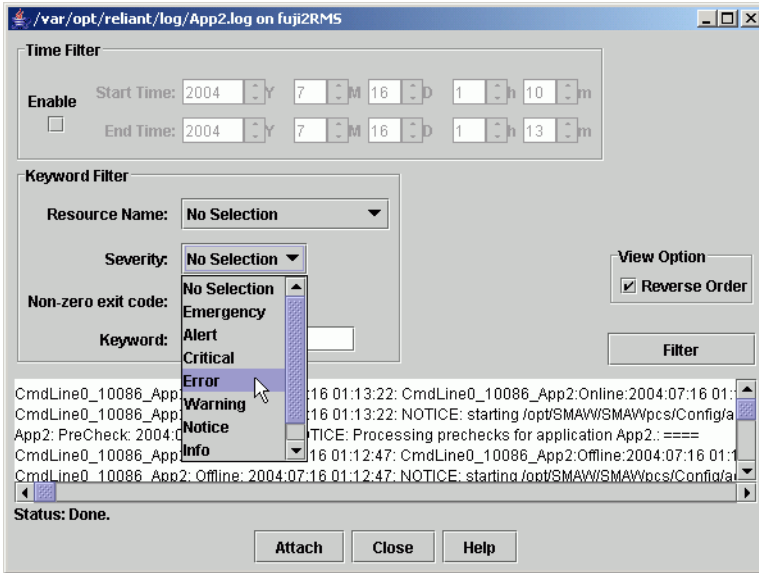 /var/opt/reliant/log/App2.log on fuji2RMS
Time Filter
Enable
Start Time: 2004 Y 7 M 16 D 1 h 10 m
End Time: 2004 Y 7 M 16 D 1 h 13 m
Keyword Filter
Resource Name: No Selection
Severity: No Selection
Non-zero exit code:
Keyword:
No Selection
Emergency
Alert
Critical
Error
Warning
Notice
Info
View Option
Reverse Order
Filter
CmdLine0_10086_App :16 01:13:22: CmdLine0_10086_App2:Online:2004:07:16 01:
CmdLine0_10086_App :16 01:13:22: NOTICE: starting /opt/SMAW/SMAWpcs/Config/a
App2: PreCheck: 2004:0 TICE: Processing prechecks for application App2.: ====
CmdLine0_10086_App :16 01:12:47: CmdLine0_10086_App2:Offline:2004:07:16 01:1
CmdLine0_10086_App2: Offline: 2004:07:16 01:12:47: NOTICE: starting /opt/SMAW/SMAWpcs/Config/a
Status: Done.
Attach Close Help